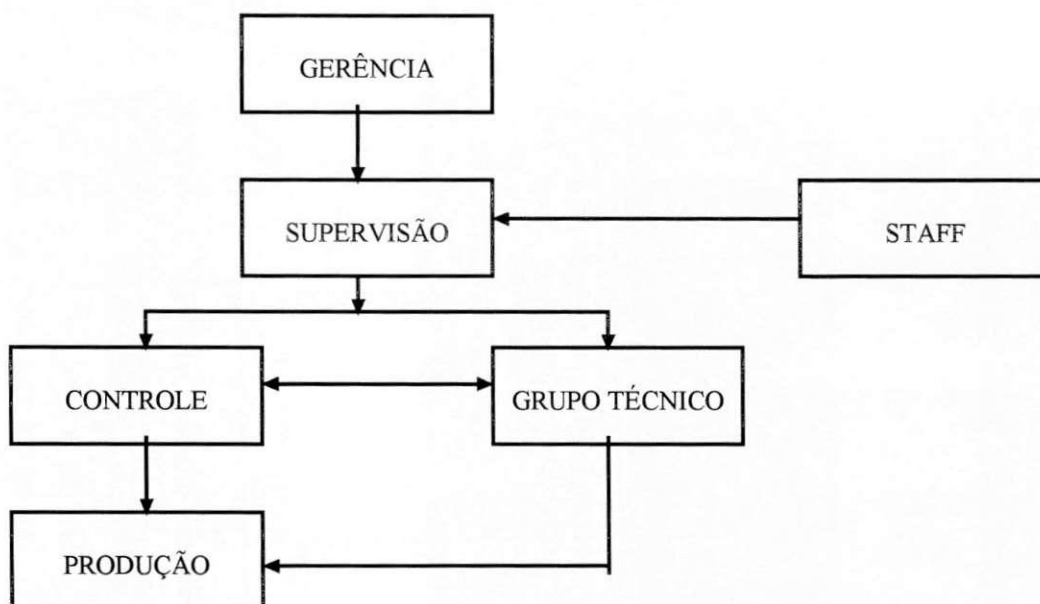 GERÊNCIA
SUPERVISÃO
STAFF
CONTROLE
GRUPO TÉCNICO
PRODUÇÃO